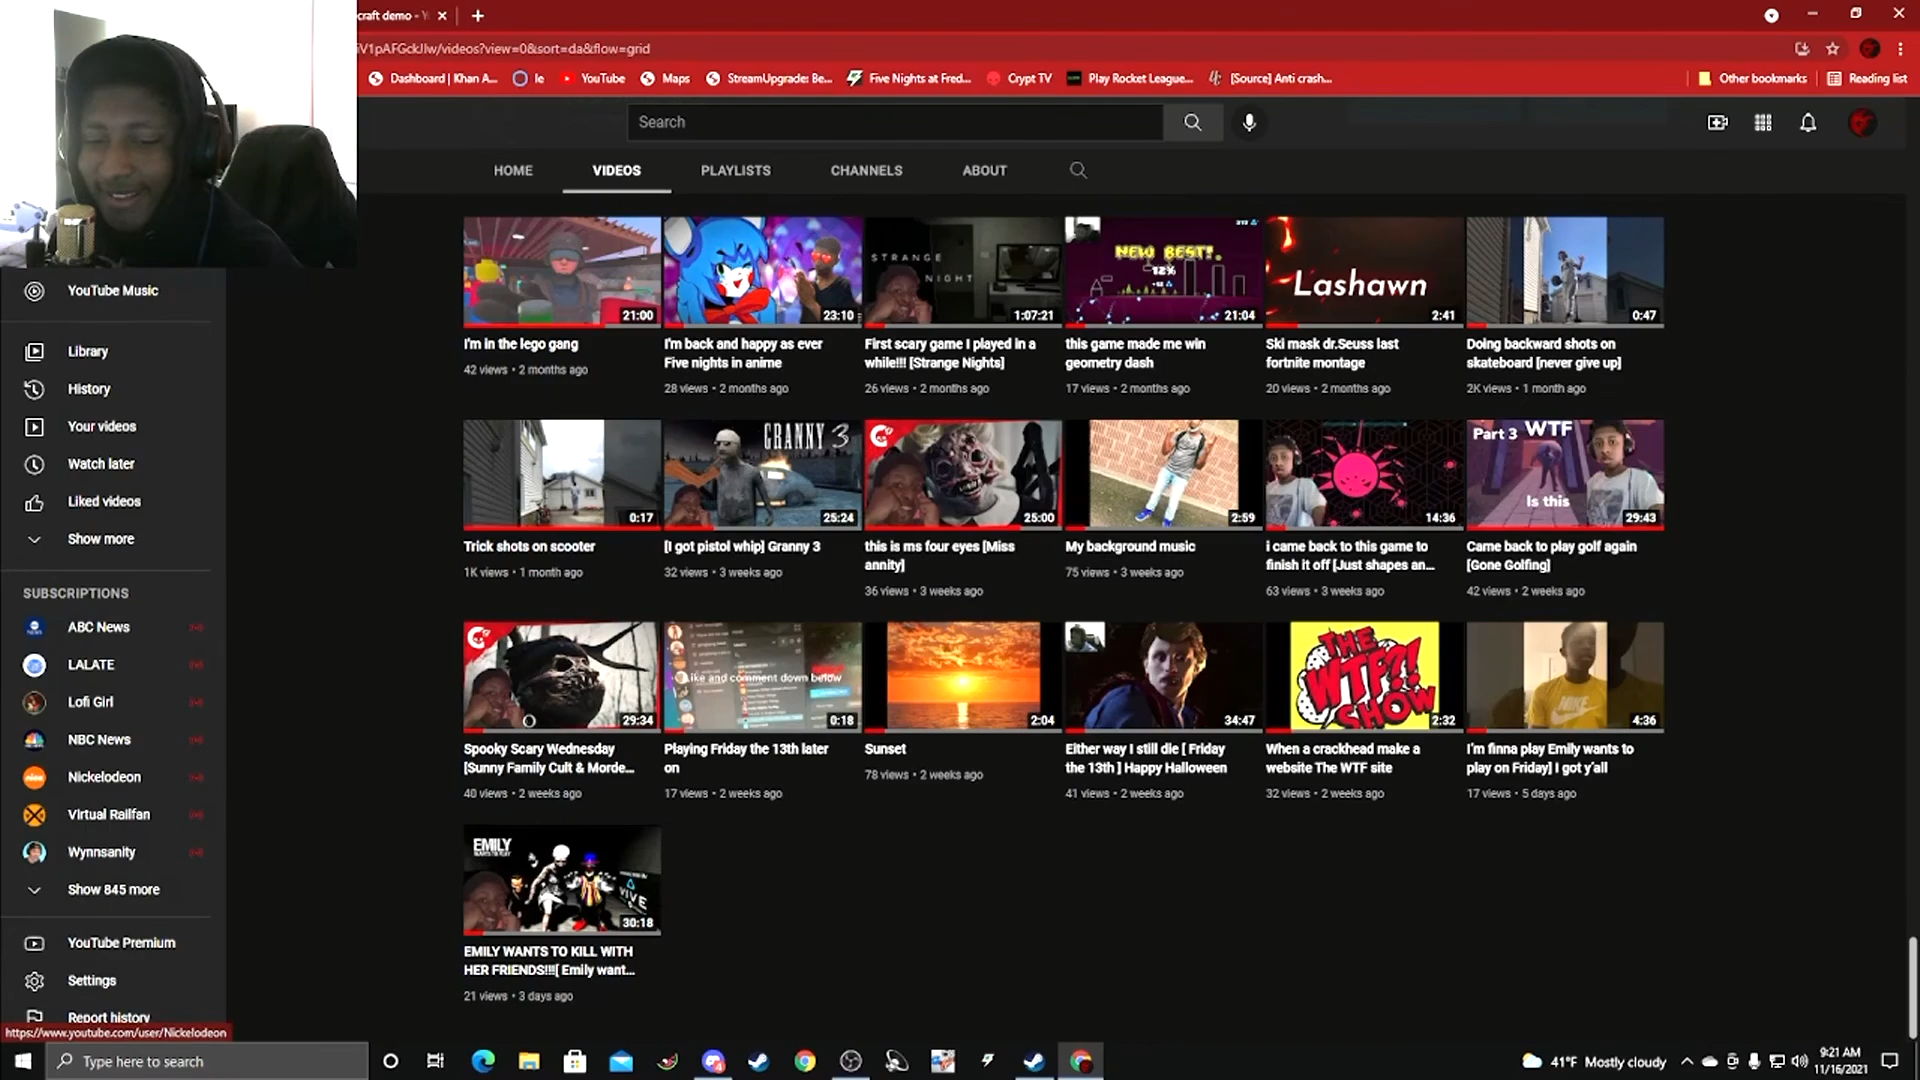 craft demo - Y
iV1pAFGckJlw/videos?view=0&sort=da&flow=grid
Dashboard | Khan A... le YouTube Maps StreamUpgrade: Be... Five Nights at Fred... Crypt TV Play Rocket League... [Source] Anti crash... Other bookmarks Reading list
Search
HOME VIDEOS PLAYLISTS CHANNELS ABOUT
YouTube Music
Library
History
Your videos
Watch later
Liked videos
Show more
SUBSCRIPTIONS
ABC News
LALATE
Lofi Girl
NBC News
Nickelodeon
Virtual Railfan
Wynnsanity
Show 845 more
YouTube Premium
Settings
Report history
https://www.youtube.com/user/Nickelodeon
21:00
I'm in the lego gang
42 views • 2 months ago
23:10
I'm back and happy as ever
Five nights in anime
28 views • 2 months ago
STRANGE
NIGHT
1:07:21
First scary game I played in a
while!!! [Strange Nights]
26 views • 2 months ago
NEW BEST!
12%
21:04
this game made me win
geometry dash
17 views • 2 months ago
Lashawn
2:41
Ski mask dr.Seuss last
fortnite montage
20 views • 2 months ago
0:47
Doing backward shots on
skateboard [never give up]
2K views • 1 month ago
0:17
Trick shots on scooter
1K views • 1 month ago
GRANNY 3
25:24
[I got pistol whip] Granny 3
32 views • 3 weeks ago
25:00
this is ms four eyes [Miss
annity]
36 views • 3 weeks ago
2:59
My background music
75 views • 3 weeks ago
14:36
i came back to this game to
finish it off [Just shapes an...
63 views • 3 weeks ago
Part 3 WTF
Is this
29:43
Came back to play golf again
[Gone Golfing]
42 views • 2 weeks ago
29:34
Spooky Scary Wednesday
[Sunny Family Cult & Morde...
40 views • 2 weeks ago
Like and comment down below
0:18
Playing Friday the 13th later
on
17 views • 2 weeks ago
2:04
Sunset
78 views • 2 weeks ago
34:47
Either way I still die [ Friday
the 13th ] Happy Halloween
41 views • 2 weeks ago
THE
WTF?!
SHOW
2:32
When a crackhead make a
website The WTF site
32 views • 2 weeks ago
NIKE
4:36
I'm finna play Emily wants to
play on Friday] I got y'all
17 views • 5 days ago
EMILY
WANTS TO PLAY
VIVE
30:18
EMILY WANTS TO KILL WITH
HER FRIENDS!!![ Emily want...
21 views • 3 days ago
Type here to search
41°F Mostly cloudy
9:21 AM
11/16/2021